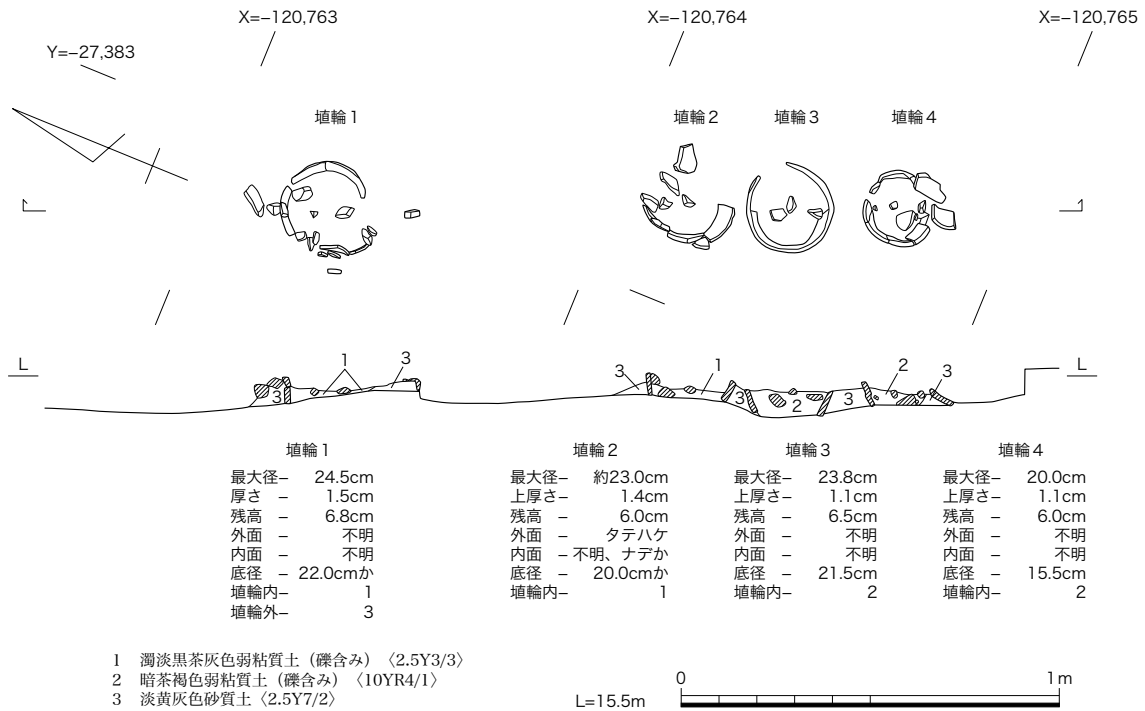 X=−120,763
X=−120,764
X=−120,765
Y=−27,383
埴輪1
埴輪2
埴輪3
埴輪4
L
L
1
3
3
3
1
3
2
3
2
3
埴輪1
最大径− 24.5cm
厚さ − 1.5cm
残高 − 6.8cm
外面 − 不明
内面 − 不明
底径 − 22.0cmか
埴輪内− 1
埴輪外− 3
埴輪2
最大径− 約23.0cm
上厚さ− 1.4cm
残高 − 6.0cm
外面 − タテハケ
内面 − 不明、ナデか
底径 − 20.0cmか
埴輪内− 1
埴輪3
最大径− 23.8cm
上厚さ− 1.1cm
残高 − 6.5cm
外面 − 不明
内面 − 不明
底径 − 21.5cm
埴輪内− 2
埴輪4
最大径− 20.0cm
上厚さ− 1.1cm
残高 − 6.0cm
外面 − 不明
内面 − 不明
底径 − 15.5cm
埴輪内− 2
1 濁淡黒茶灰色弱粘質土（礫含み）〈2.5Y3/3〉
2 暗茶褐色弱粘質土（礫含み）〈10YR4/1〉
3 淡黄灰色砂質土〈2.5Y7/2〉
L=15.5m
0 1m